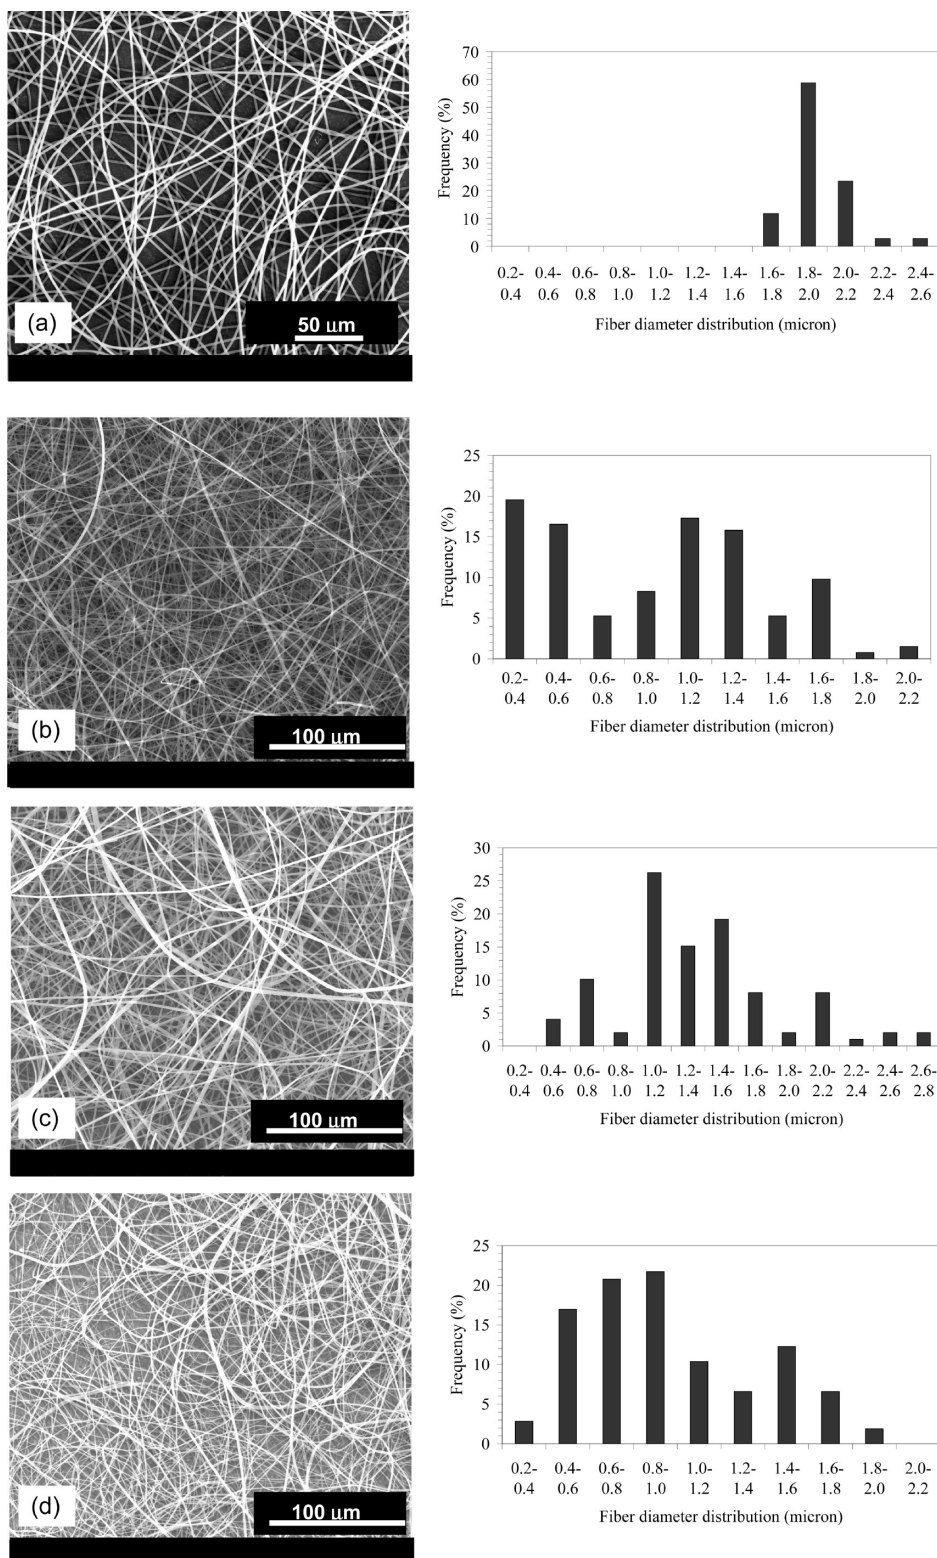 (a)
50 μm
Frequency (%)
70
60
50
40
30
20
10
0
0.2- 0.4- 0.6- 0.8- 1.0- 1.2- 1.4- 1.6- 1.8- 2.0- 2.2- 2.4-
0.4 0.6 0.8 1.0 1.2 1.4 1.6 1.8 2.0 2.2 2.4 2.6
Fiber diameter distribution (micron)
(b)
100 μm
Frequency (%)
25
20
15
10
5
0
0.2- 0.4- 0.6- 0.8- 1.0- 1.2- 1.4- 1.6- 1.8- 2.0-
0.4 0.6 0.8 1.0 1.2 1.4 1.6 1.8 2.0 2.2
Fiber diameter distribution (micron)
(c)
100 μm
Frequency (%)
30
25
20
15
10
5
0
0.2- 0.4- 0.6- 0.8- 1.0- 1.2- 1.4- 1.6- 1.8- 2.0- 2.2- 2.4- 2.6-
0.4 0.6 0.8 1.0 1.2 1.4 1.6 1.8 2.0 2.2 2.4 2.6 2.8
Fiber diameter distribution (micron)
(d)
100 μm
Frequency (%)
25
20
15
10
5
0
0.2- 0.4- 0.6- 0.8- 1.0- 1.2- 1.4- 1.6- 1.8- 2.0-
0.4 0.6 0.8 1.0 1.2 1.4 1.6 1.8 2.0 2.2
Fiber diameter distribution (micron)